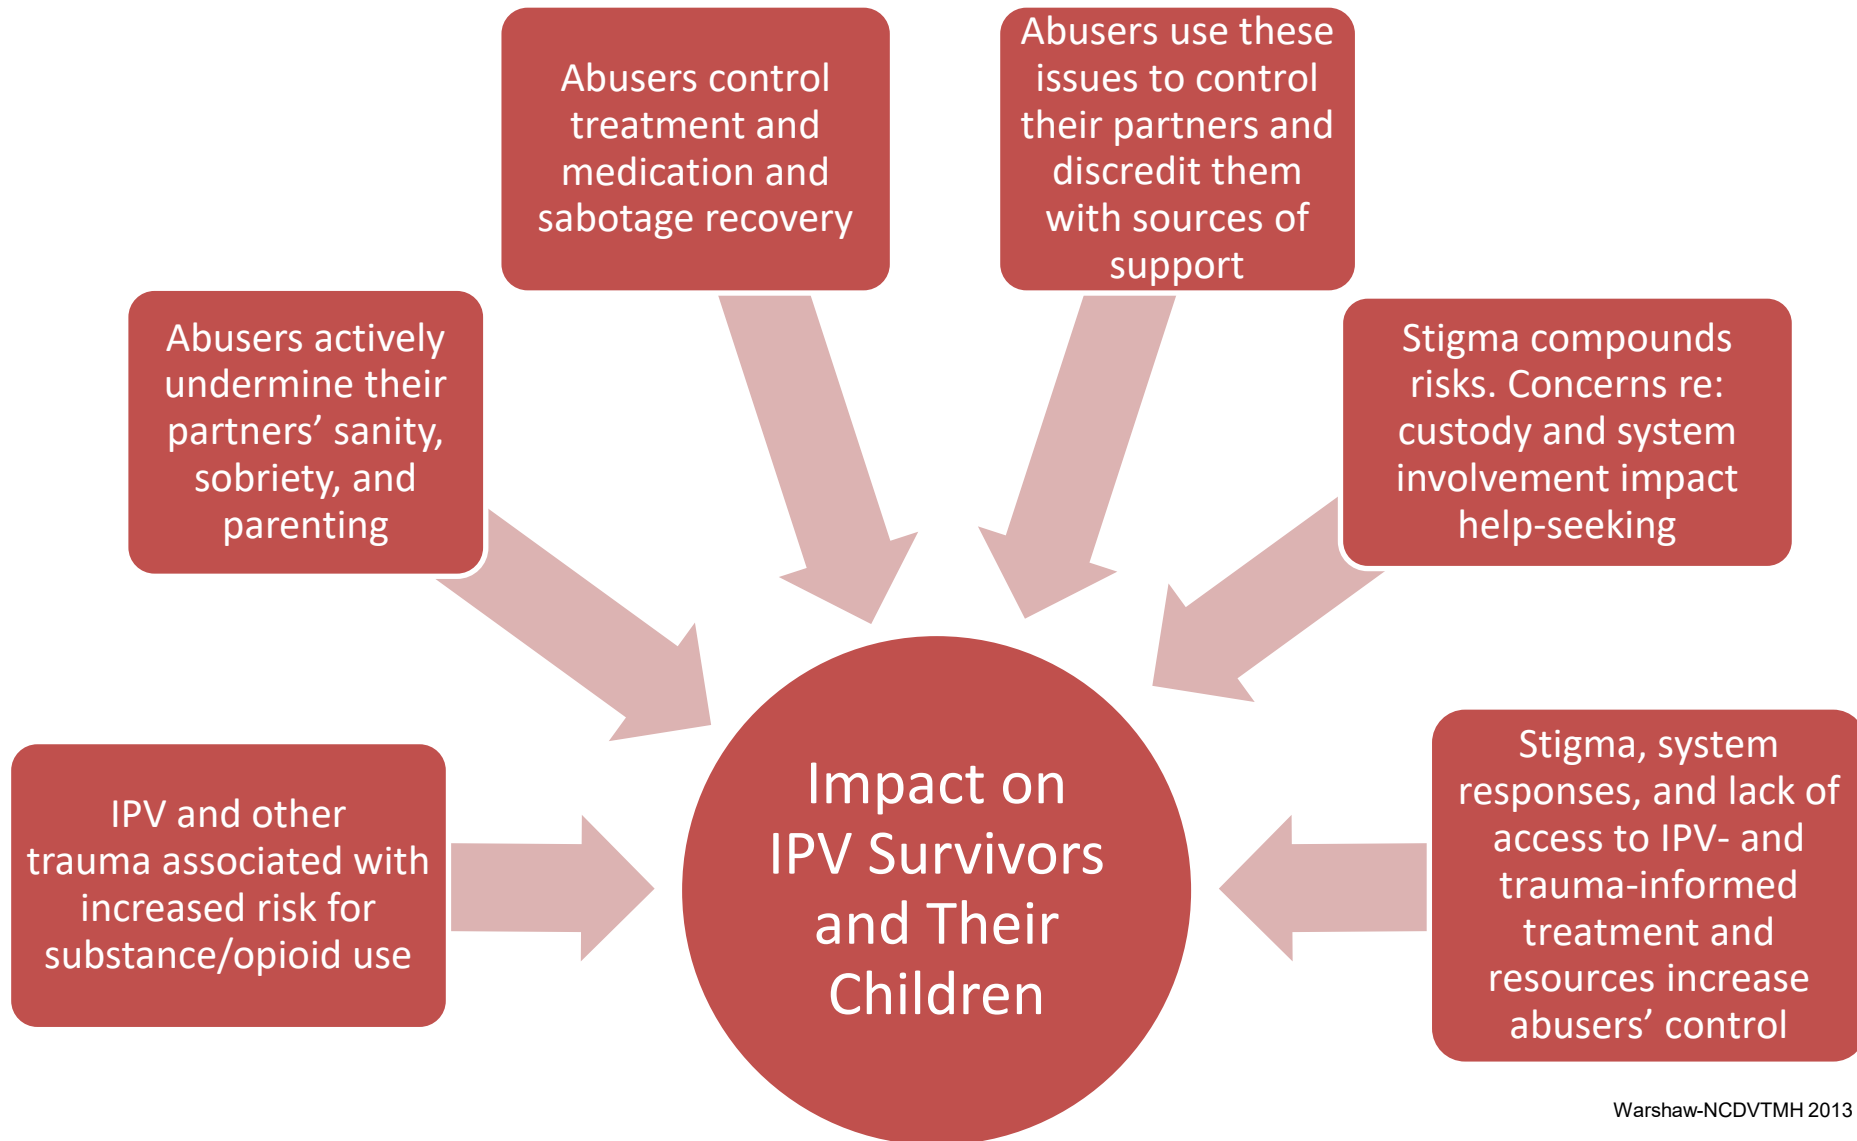 Abusers control
treatment and
medication and
sabotage recovery
Abusers use these
issues to control
their partners and
discredit them
with sources of
support
Abusers actively
undermine their
partners’ sanity,
sobriety, and
parenting
Stigma compounds
risks. Concerns re:
custody and system
involvement impact
help-seeking
IPV and other
trauma associated with
increased risk for
substance/opioid use
Impact on
IPV Survivors
and Their
Children
Stigma, system
responses, and lack of
access to IPV- and
trauma-informed
treatment and
resources increase
abusers’ control
Warshaw-NCDVTMH 2013